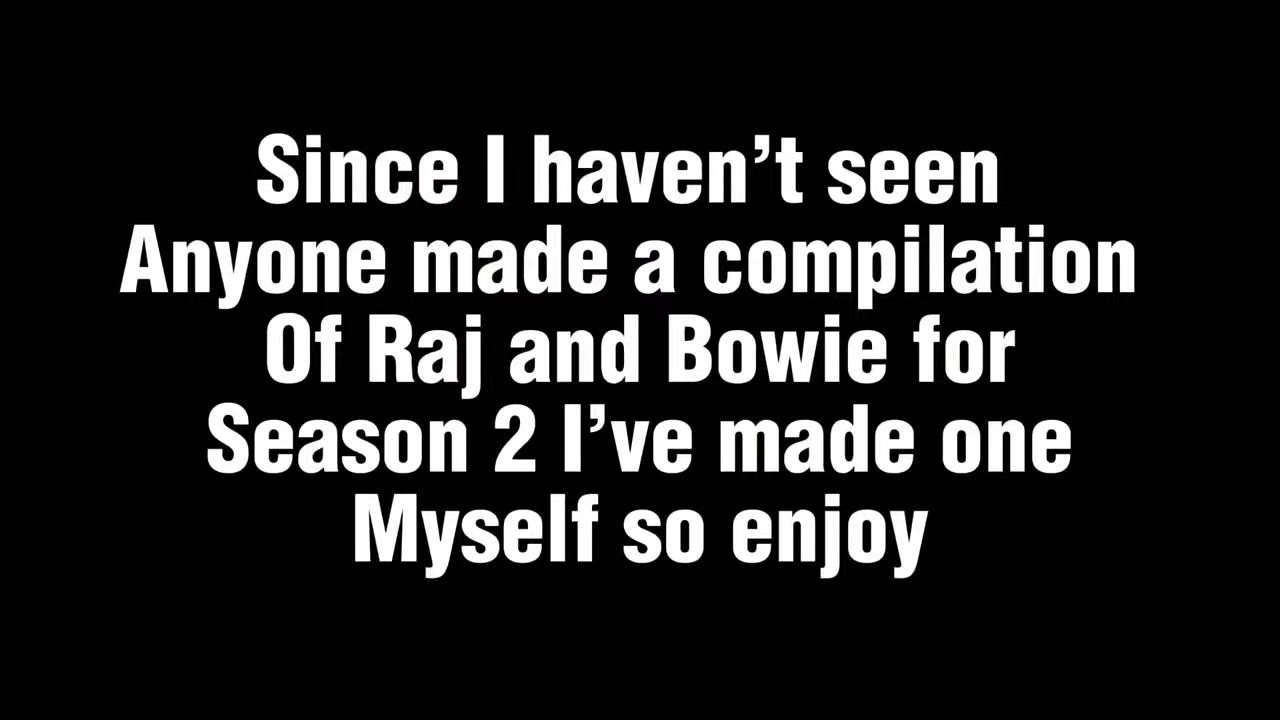 Since I haven’t seen
Anyone made a compilation
Of Raj and Bowie for
Season 2 I’ve made one
Myself so enjoy